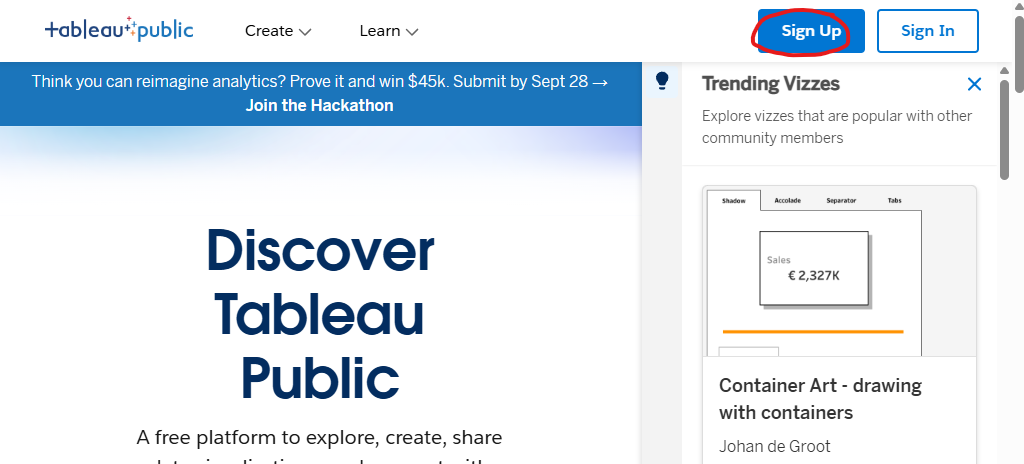 tableau public
Create
Learn
Sign Up
Sign In
Think you can reimagine analytics? Prove it and win $45k. Submit by Sept 28 →
Join the Hackathon
Discover
Tableau
Public
A free platform to explore, create, share
Trending Vizzes
Explore vizzes that are popular with other
community members
Shadow
Accolade
Separator
Tabs
Sales
€ 2,327K
Container Art - drawing
with containers
Johan de Groot